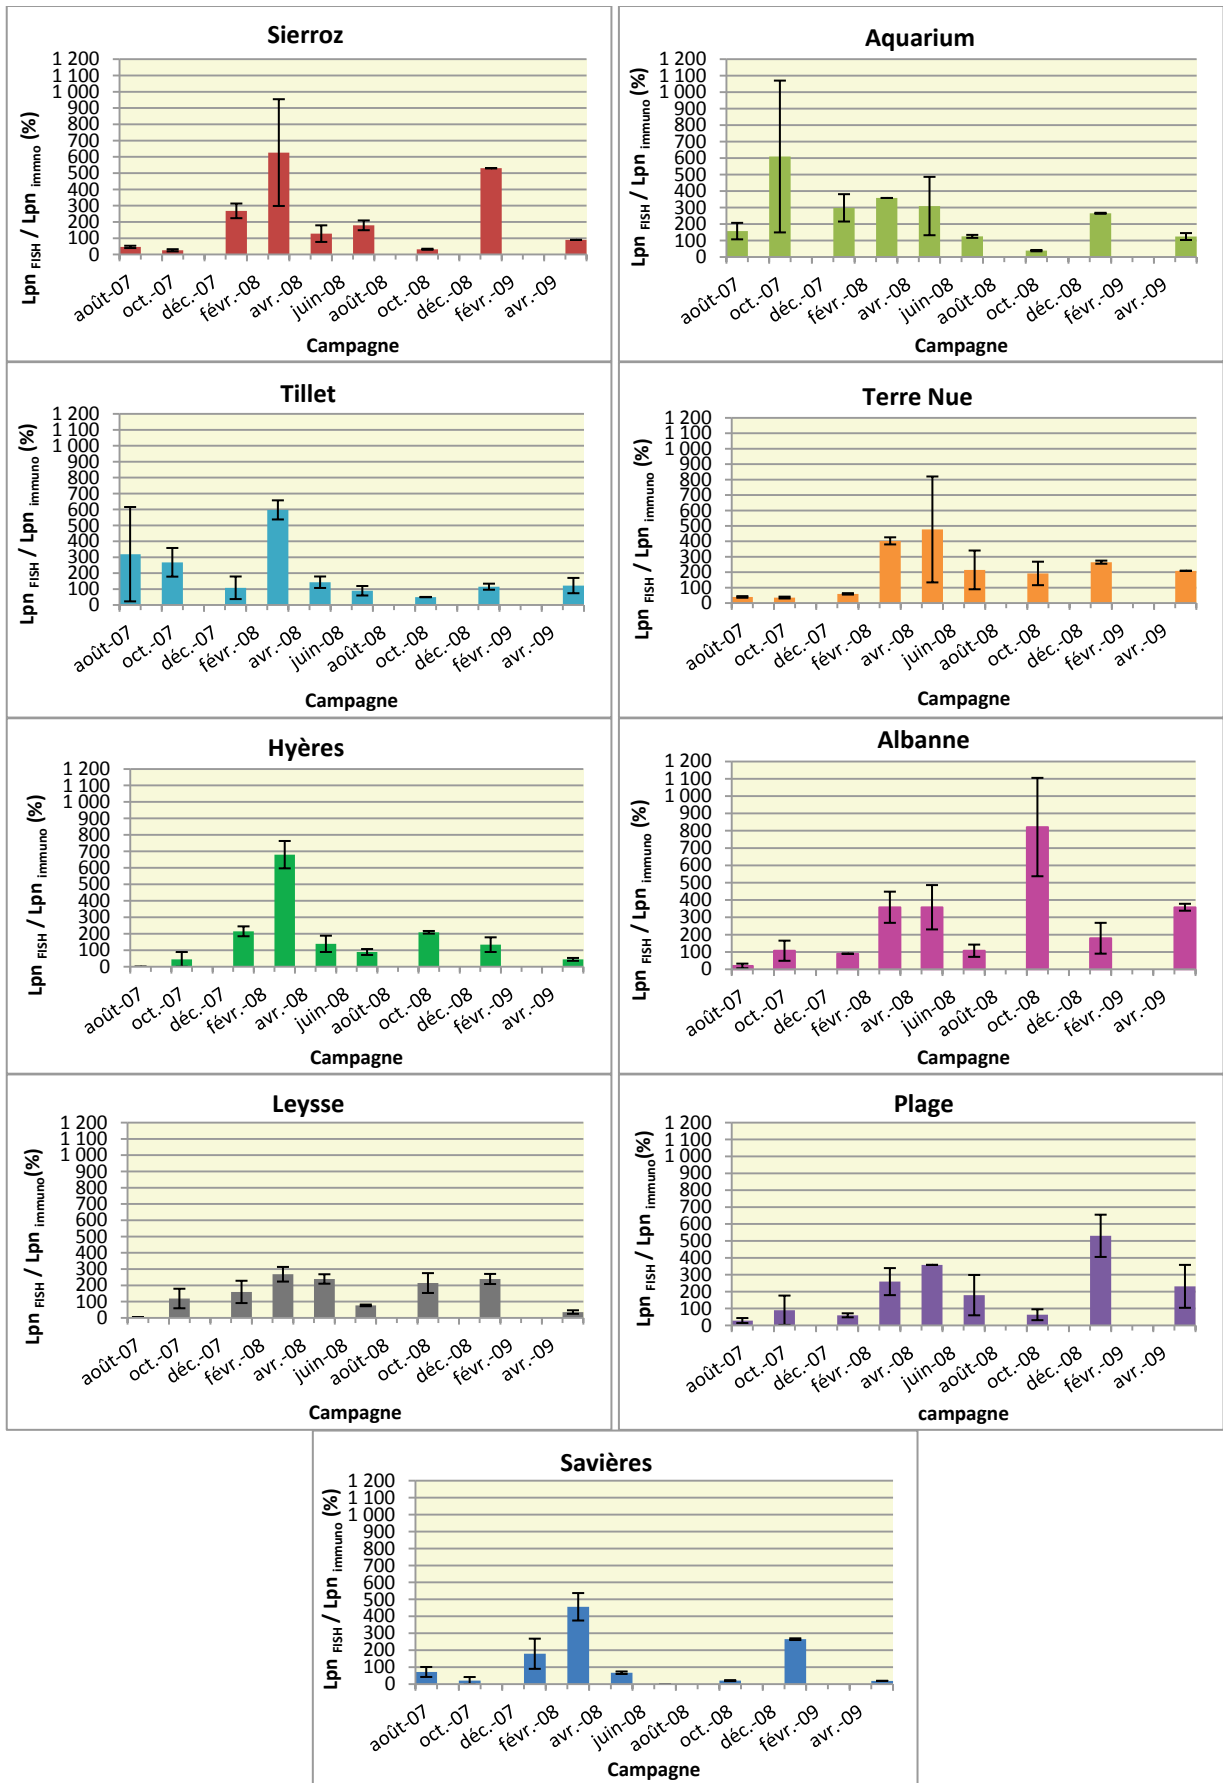 Sierroz
1 200
1 100
1 000
900
800
700
600
500
400
300
200
100
0
Lpn FISH / Lpn immno (%)
août-07
oct.-07
déc.-07
févr.-08
avr.-08
juin-08
août-08
oct.-08
déc.-08
févr.-09
avr.-09
Campagne
Aquarium
1 200
1 100
1 000
900
800
700
600
500
400
300
200
100
0
Lpn FISH / Lpn immuno (%)
août-07
oct.-07
déc.-07
févr.-08
avr.-08
juin-08
août-08
oct.-08
déc.-08
févr.-09
avr.-09
Campagne
Tillet
1 200
1 100
1 000
900
800
700
600
500
400
300
200
100
0
Lpn FISH / Lpn immuno (%)
août-07
oct.-07
déc.-07
févr.-08
avr.-08
juin-08
août-08
oct.-08
déc.-08
févr.-09
avr.-09
Campagne
Terre Nue
1 200
1 100
1 000
900
800
700
600
500
400
300
200
100
0
Lpn FISH / Lpn immuno (%)
août-07
oct.-07
déc.-07
févr.-08
avr.-08
juin-08
août-08
oct.-08
déc.-08
févr.-09
avr.-09
Campagne
Hyères
1 200
1 100
1 000
900
800
700
600
500
400
300
200
100
0
Lpn FISH / Lpn immuno (%)
août-07
oct.-07
déc.-07
févr.-08
avr.-08
juin-08
août-08
oct.-08
déc.-08
févr.-09
avr.-09
Campagne
Albanne
1 200
1 100
1 000
900
800
700
600
500
400
300
200
100
0
Lpn FISH / Lpn immuno (%)
août-07
oct.-07
déc.-07
févr.-08
avr.-08
juin-08
août-08
oct.-08
déc.-08
févr.-09
avr.-09
Campagne
Leysse
1 200
1 100
1 000
900
800
700
600
500
400
300
200
100
0
Lpn FISH / Lpn immuno(%)
août-07
oct.-07
déc.-07
févr.-08
avr.-08
juin-08
août-08
oct.-08
déc.-08
févr.-09
avr.-09
Campagne
Plage
1 200
1 100
1 000
900
800
700
600
500
400
300
200
100
0
Lpn FISH / Lpn immuno(%)
août-07
oct.-07
déc.-07
févr.-08
avr.-08
juin-08
août-08
oct.-08
déc.-08
févr.-09
avr.-09
campagne
Savières
1 200
1 100
1 000
900
800
700
600
500
400
300
200
100
0
Lpn FISH / Lpn immuno (%)
août-07
oct.-07
déc.-07
févr.-08
avr.-08
juin-08
août-08
oct.-08
déc.-08
févr.-09
avr.-09
Campagne